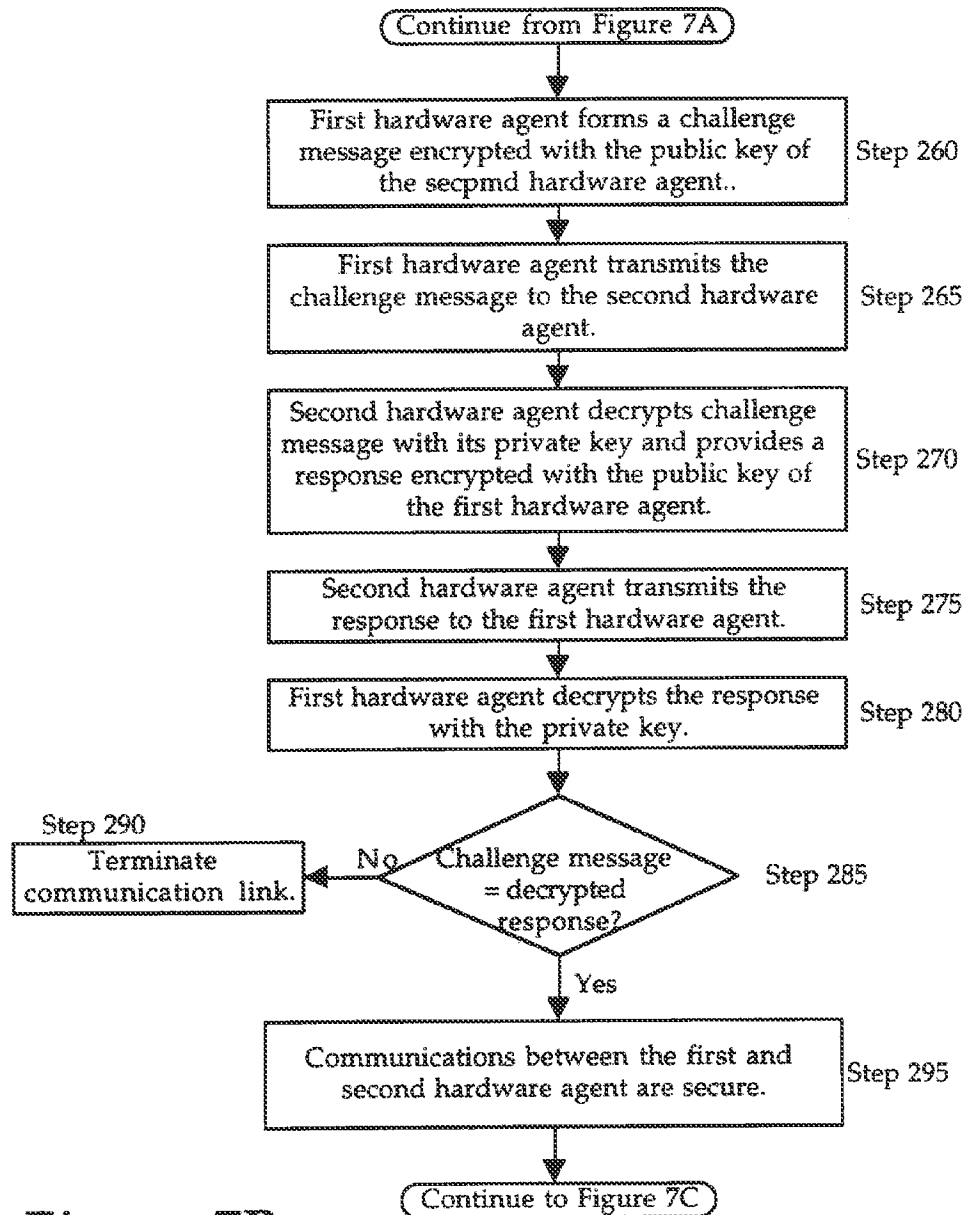 Continue from Figure 7A
First hardware agent forms a challenge
message encrypted with the public key of
the secpmd hardware agent..
Step 260
First hardware agent transmits the
challenge message to the second hardware
agent.
Step 265
Second hardware agent decrypts challenge
message with its private key and provides a
response encrypted with the public key of
the first hardware agent.
Step 270
Second hardware agent transmits the
response to the first hardware agent.
Step 275
First hardware agent decrypts the response
with the private key.
Step 280
Step 290
Terminate
communication link.
No
Challenge message
= decrypted
response?
Step 285
Yes
Communications between the first and
second hardware agent are secure.
Step 295
Continue to Figure 7C